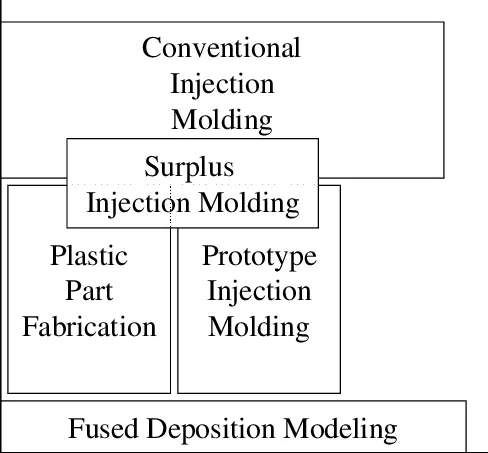 Conventional
Injection
Molding
Surplus
Injection Molding
Plastic
Part
Fabrication
Prototype
Injection
Molding
Fused Deposition Modeling